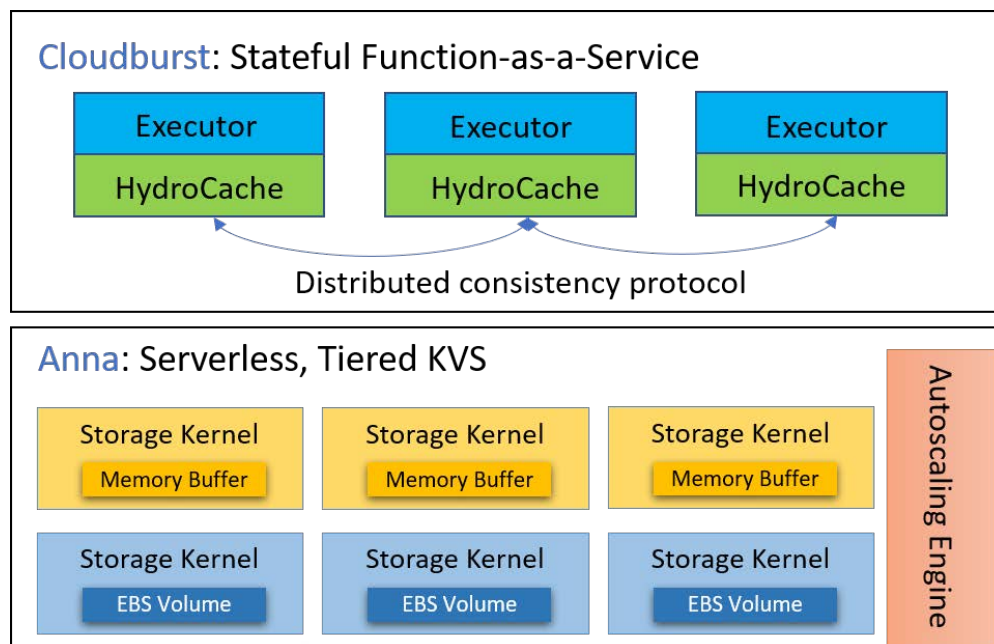 Cloudburst: Stateful Function-as-a-Service
Executor
HydroCache
Executor
HydroCache
Executor
HydroCache
Distributed consistency protocol
Anna: Serverless, Tiered KVS
Storage Kernel
Memory Buffer
Storage Kernel
Memory Buffer
Storage Kernel
Memory Buffer
Storage Kernel
EBS Volume
Storage Kernel
EBS Volume
Storage Kernel
EBS Volume
Autoscaling Engine